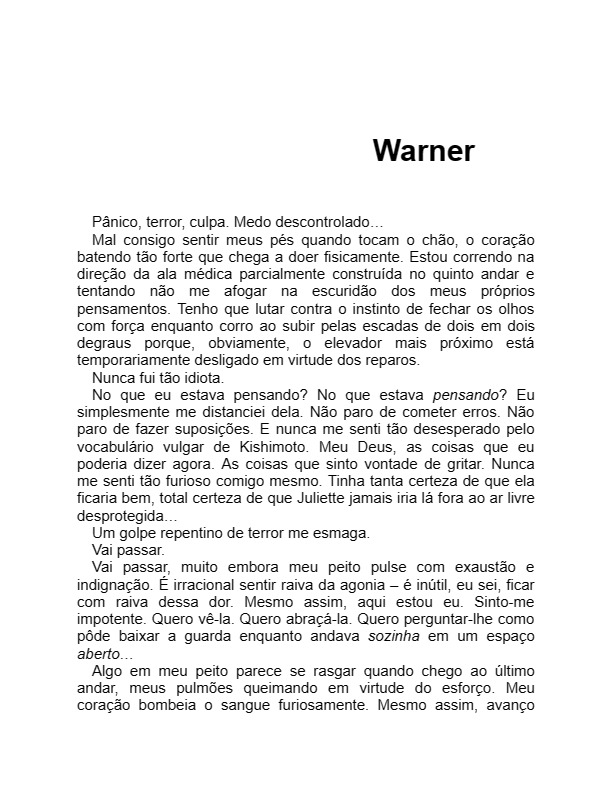 Warner
Pânico, terror, culpa. Medo descontrolado…
Mal consigo sentir meus pés quando tocam o chão, o coração
batendo tão forte que chega a doer fisicamente. Estou correndo na
direção da ala médica parcialmente construída no quinto andar e
tentando não me afogar na escuridão dos meus próprios
pensamentos. Tenho que lutar contra o instinto de fechar os olhos
com força enquanto corro ao subir pelas escadas de dois em dois
degraus porque, obviamente, o elevador mais próximo está
temporariamente desligado em virtude dos reparos.
Nunca fui tão idiota.
No que eu estava pensando? No que estava pensando? Eu
simplesmente me distanciei dela. Não paro de cometer erros. Não
paro de fazer suposições. E nunca me senti tão desesperado pelo
vocabulário vulgar de Kishimoto. Meu Deus, as coisas que eu
poderia dizer agora. As coisas que sinto vontade de gritar. Nunca
me senti tão furioso comigo mesmo. Tinha tanta certeza de que ela
ficaria bem, total certeza de que Juliette jamais iria lá fora ao ar livre
desprotegida…
Um golpe repentino de terror me esmaga.
Vai passar.
Vai passar, muito embora meu peito pulse com exaustão e
indignação. É irracional sentir raiva da agonia – é inútil, eu sei, ficar
com raiva dessa dor. Mesmo assim, aqui estou eu. Sinto-me
impotente. Quero vê-la. Quero abraçá-la. Quero perguntar-lhe como
pôde baixar a guarda enquanto andava sozinha em um espaço
aberto…
Algo em meu peito parece se rasgar quando chego ao último
andar, meus pulmões queimando em virtude do esforço. Meu
coração bombeia o sangue furiosamente. Mesmo assim, avanço